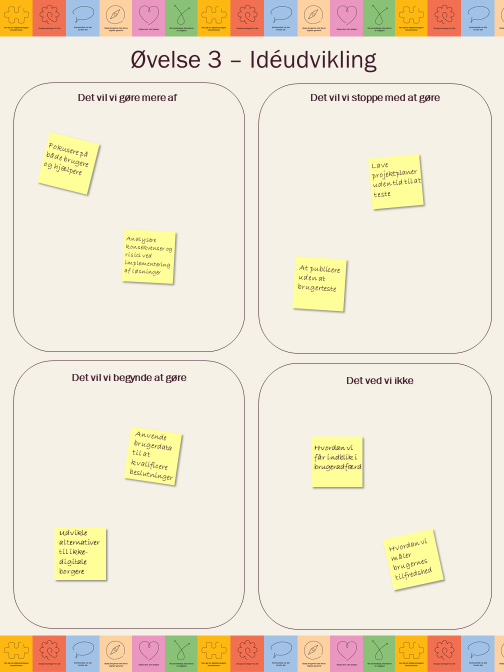 Øvelse 3 – Idéudvikling
Det vil vi gøre mere af
Fokusere på
både brugere
og hjælpere
Analysere
konsekvenser og
risici ved
implementering
af løsninger
Det vil vi stoppe med at gøre
Lave
projektplaner
uden tid til at
teste
At publicere
uden at
brugerteste
Det vil vi begynde at gøre
Anvende
brugerdata
til at
kvalificere
beslutninger
Udvikle
alternativer
til ikke-
digitale
borgere
Det ved vi ikke
Hvordan vi
får indblik i
brugeradfærd
Hvordan vi
måler
brugernes
tilfredshed